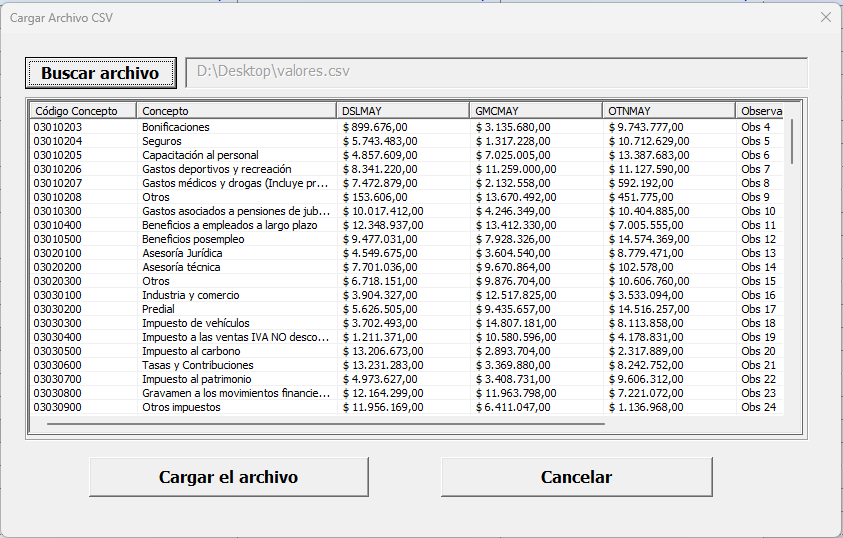 Cargar Archivo CSV
Buscar archivo D:\Desktop\valores.csv
Código Concepto Concepto DSLMAY GMCMAY OTNMAY Observa
03010203 Bonificaciones $ 899.676,00 $ 3.135.680,00 $ 9.743.777,00 Obs 4
03010204 Seguros $ 5.743.483,00 $ 1.317.228,00 $ 10.712.629,00 Obs 5
03010205 Capacitación al personal $ 4.857.609,00 $ 7.025.005,00 $ 13.387.683,00 Obs 6
03010206 Gastos deportivos y recreación $ 8.341.220,00 $ 11.259.000,00 $ 11.127.590,00 Obs 7
03010207 Gastos médicos y drogas (Incluye pr... $ 7.472.879,00 $ 2.132.558,00 $ 592.192,00 Obs 8
03010208 Otros $ 153.606,00 $ 13.670.492,00 $ 451.775,00 Obs 9
03010300 Gastos asociados a pensiones de jub... $ 10.017.412,00 $ 4.246.349,00 $ 10.404.885,00 Obs 10
03010400 Beneficios a empleados a largo plazo $ 12.348.937,00 $ 13.412.330,00 $ 7.005.555,00 Obs 11
03010500 Beneficios posempleo $ 9.477.031,00 $ 7.928.326,00 $ 14.574.369,00 Obs 12
03020100 Asesoría Jurídica $ 4.549.675,00 $ 3.604.540,00 $ 8.779.471,00 Obs 13
03020200 Asesoría técnica $ 7.701.036,00 $ 9.670.864,00 $ 102.578,00 Obs 14
03020300 Otros $ 6.718.151,00 $ 9.876.704,00 $ 10.606.760,00 Obs 15
03030100 Industria y comercio $ 3.904.327,00 $ 12.517.825,00 $ 3.533.094,00 Obs 16
03030200 Predial $ 5.626.505,00 $ 9.435.657,00 $ 14.516.257,00 Obs 17
03030300 Impuesto de vehículos $ 3.702.493,00 $ 14.807.181,00 $ 8.113.858,00 Obs 18
03030400 Impuesto a las ventas IVA NO desco... $ 1.211.371,00 $ 10.580.596,00 $ 4.178.831,00 Obs 19
03030500 Impuesto al carbono $ 13.206.673,00 $ 2.893.704,00 $ 2.317.889,00 Obs 20
03030600 Tasas y Contribuciones $ 13.231.283,00 $ 3.369.880,00 $ 8.242.752,00 Obs 21
03030700 Impuesto al patrimonio $ 4.973.627,00 $ 3.408.731,00 $ 9.606.312,00 Obs 22
03030800 Gravamen a los movimientos financie... $ 12.164.299,00 $ 11.963.798,00 $ 7.221.072,00 Obs 23
03030900 Otros impuestos $ 11.956.169,00 $ 6.411.047,00 $ 1.136.968,00 Obs 24
Cargar el archivo Cancelar